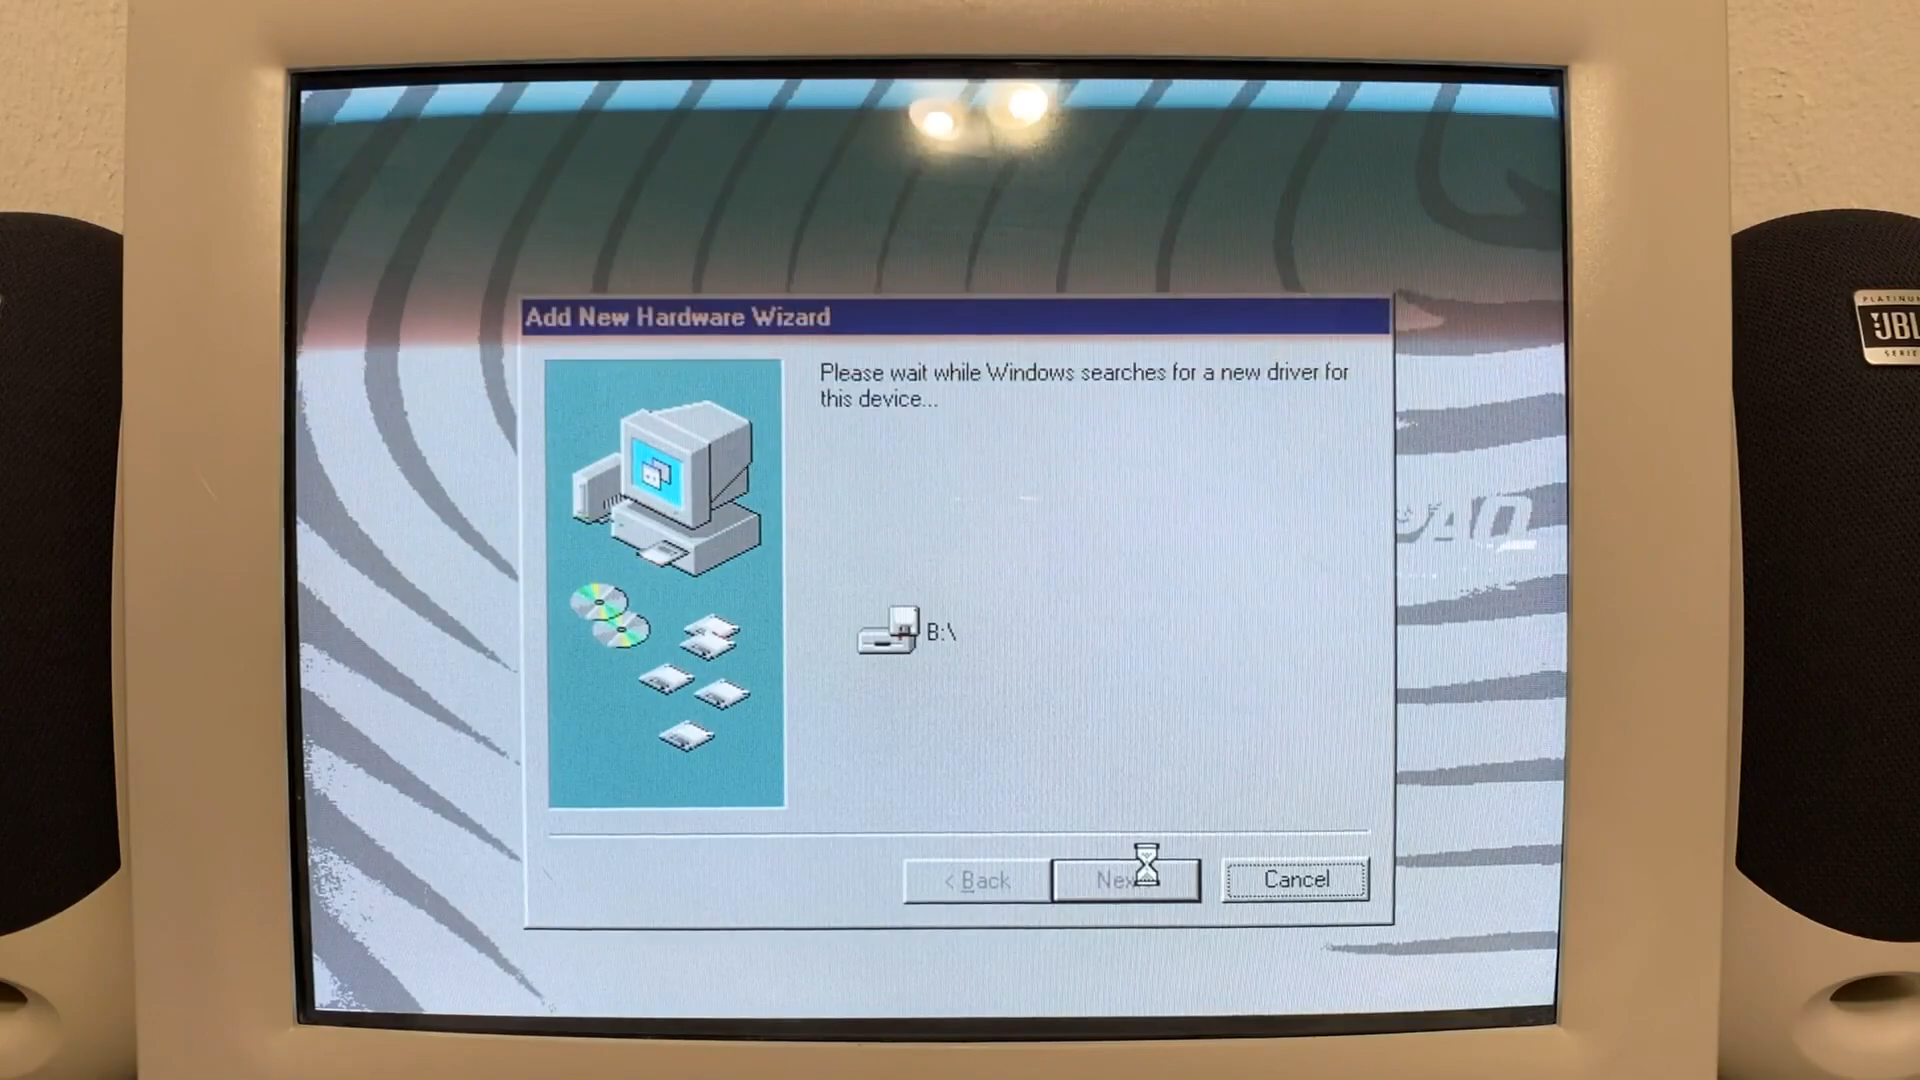 Add New Hardware Wizard
Please wait while Windows searches for a new driver for
this device...
B:\
< Back
Cancel
JBL